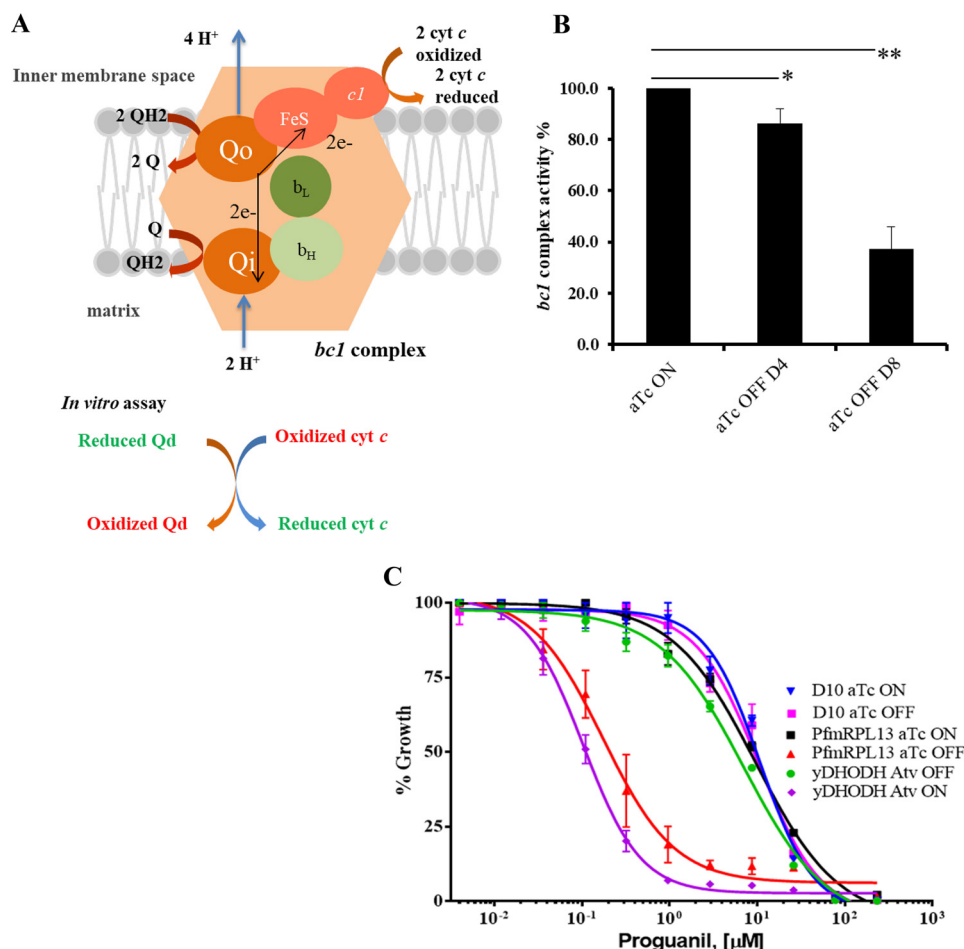 A
4 H+
Inner membrane space
2 cyt c
oxidized
2 cyt c
reduced
c1
FeS
2 QH2
Qo
2e-
2 Q
bL
2e-
Q
QH2
Qi
bH
matrix
2 H+
bc1 complex
In vitro assay
Reduced Qd
Oxidized cyt c
Oxidized Qd
Reduced cyt c
B
**
*
bc1 complex activity %
100.0
80.0
60.0
40.0
20.0
0.0
aTc ON
aTc OFF D4
aTc OFF D8
C
% Growth
100
75
50
25
0
D10 aTc ON
D10 aTc OFF
PfmRPL13 aTc ON
PfmRPL13 aTc OFF
yDHODH Atv OFF
yDHODH Atv ON
10-2
10-1
100
101
102
103
Proguanil, [µM]